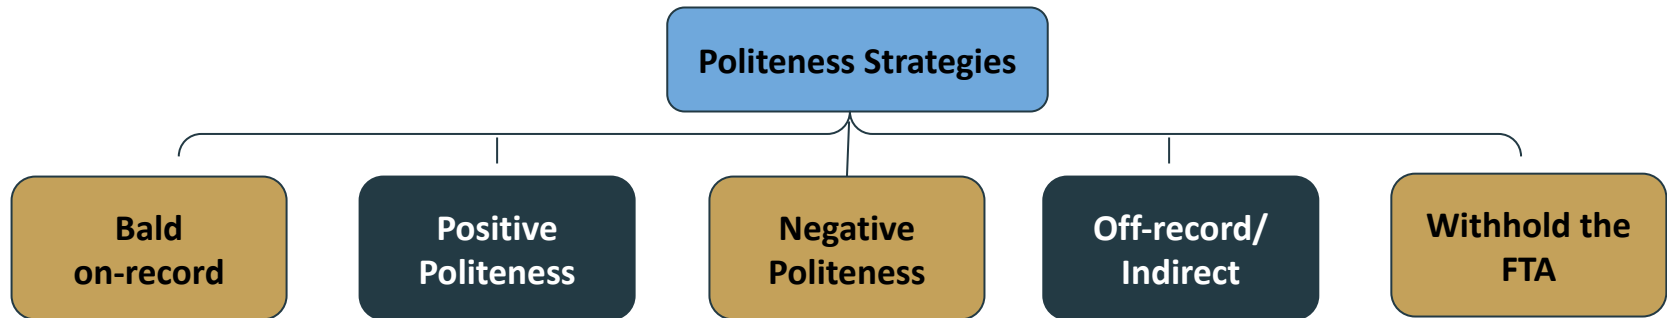 Politeness Strategies
Bald
on-record
Positive
Politeness
Negative
Politeness
Off-record/
Indirect
Withhold the
FTA